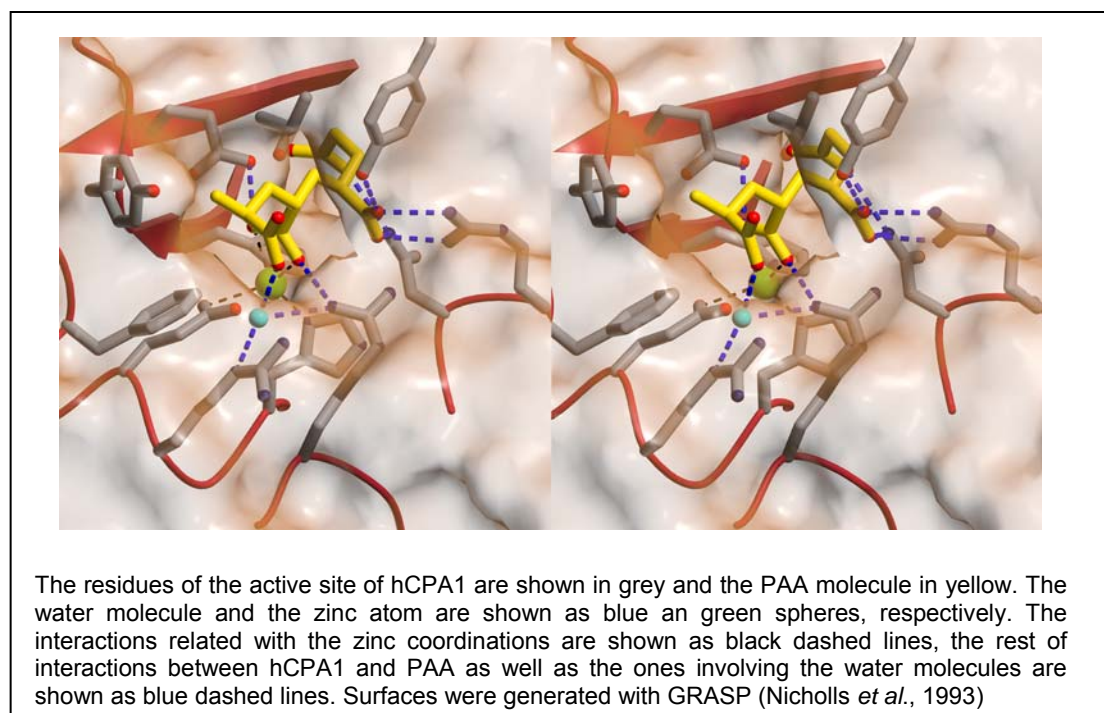 The residues of the active site of hCPA1 are shown in grey and the PAA molecule in yellow. The
water molecule and the zinc atom are shown as blue an green spheres, respectively. The
interactions related with the zinc coordinations are shown as black dashed lines, the rest of
interactions between hCPA1 and PAA as well as the ones involving the water molecules are
shown as blue dashed lines. Surfaces were generated with GRASP (Nicholls et al., 1993)